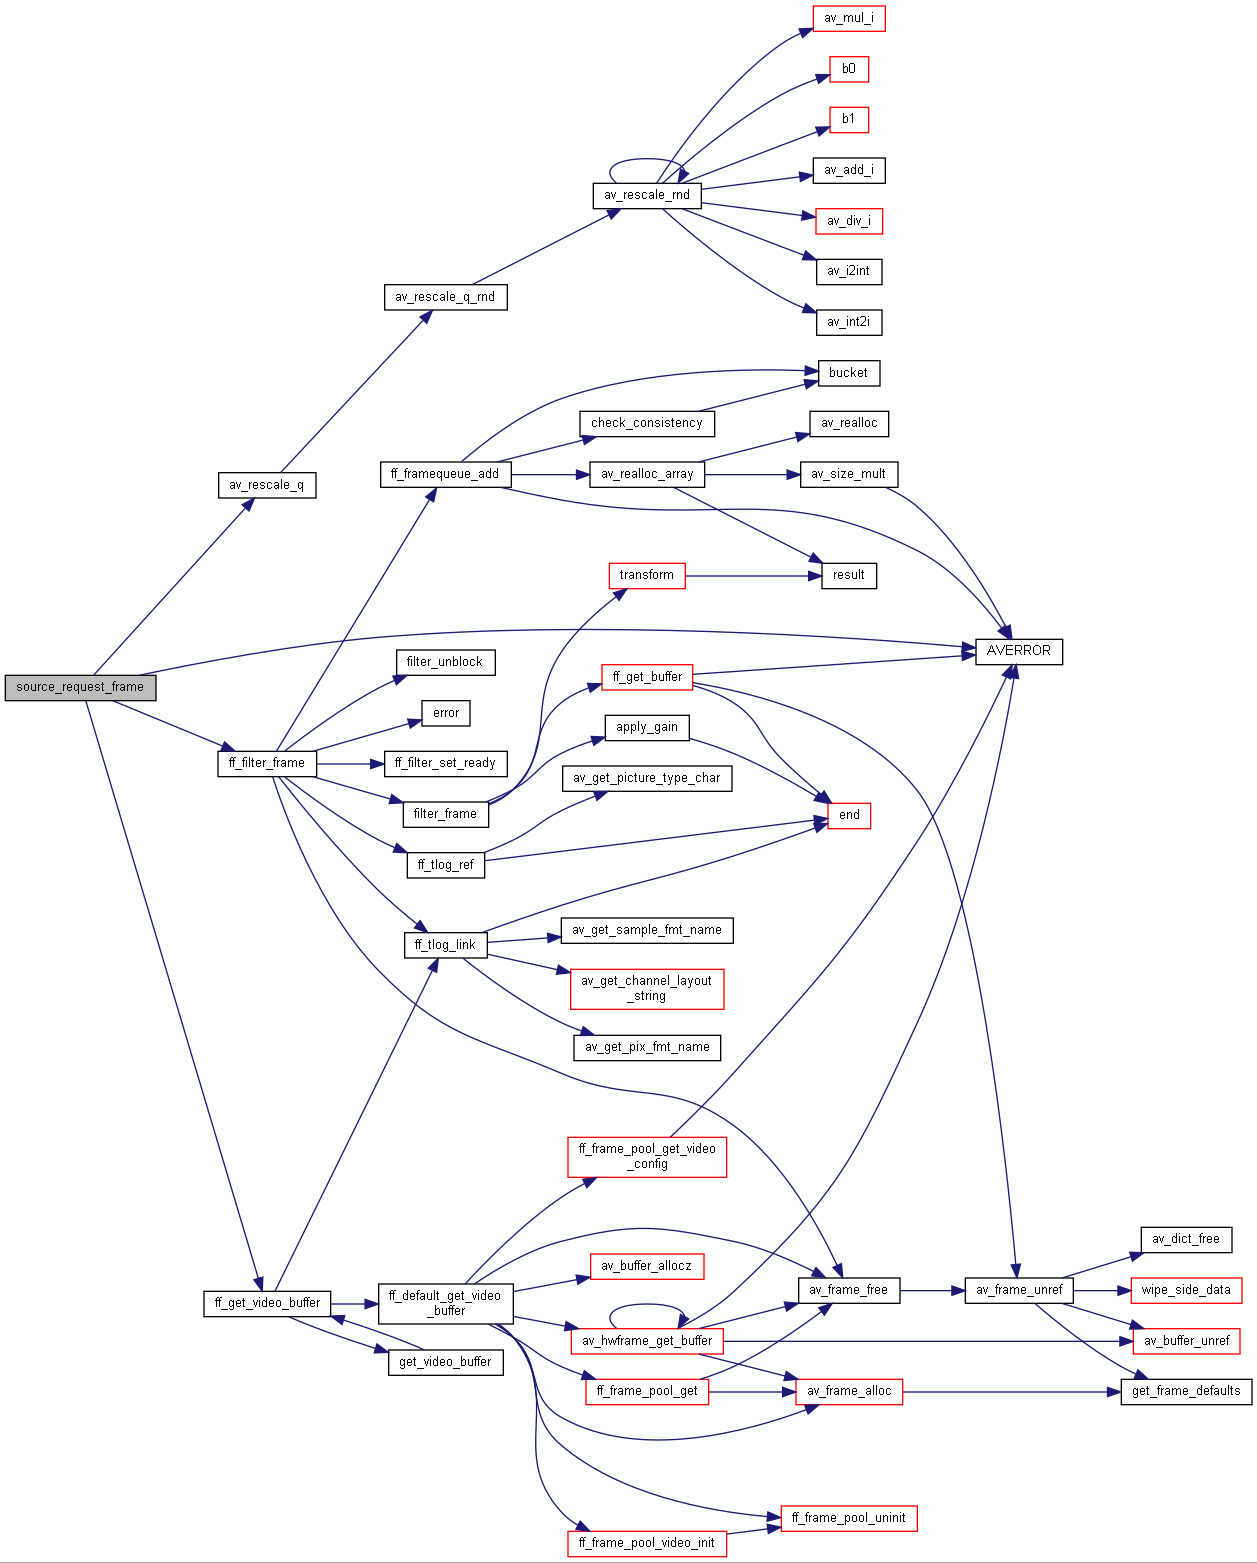 av_mul_i
b0
b1
av_add_i
av_rescale_rnd
av_div_i
av_i2int
av_rescale_q_rnd
av_int2i
bucket
check_consistency
av_realloc
ff_framequeue_add
av_realloc_array
av_size_mult
av_rescale_q
transform
result
AVERROR
filter_unblock
ff_get_buffer
source_request_frame
error
apply_gain
ff_filter_frame
ff_filter_set_ready
av_get_picture_type_char
filter_frame
end
ff_tlog_ref
av_get_sample_fmt_name
ff_tlog_link
av_get_channel_layout
_string
av_get_pix_fmt_name
ff_frame_pool_get_video
_config
av_dict_free
av_buffer_allocz
ff_get_video_buffer
ff_default_get_video
_buffer
av_frame_free
av_frame_unref
wipe_side_data
av_hwframe_get_buffer
av_buffer_unref
get_video_buffer
ff_frame_pool_get
av_frame_alloc
get_frame_defaults
ff_frame_pool_uninit
ff_frame_pool_video_init